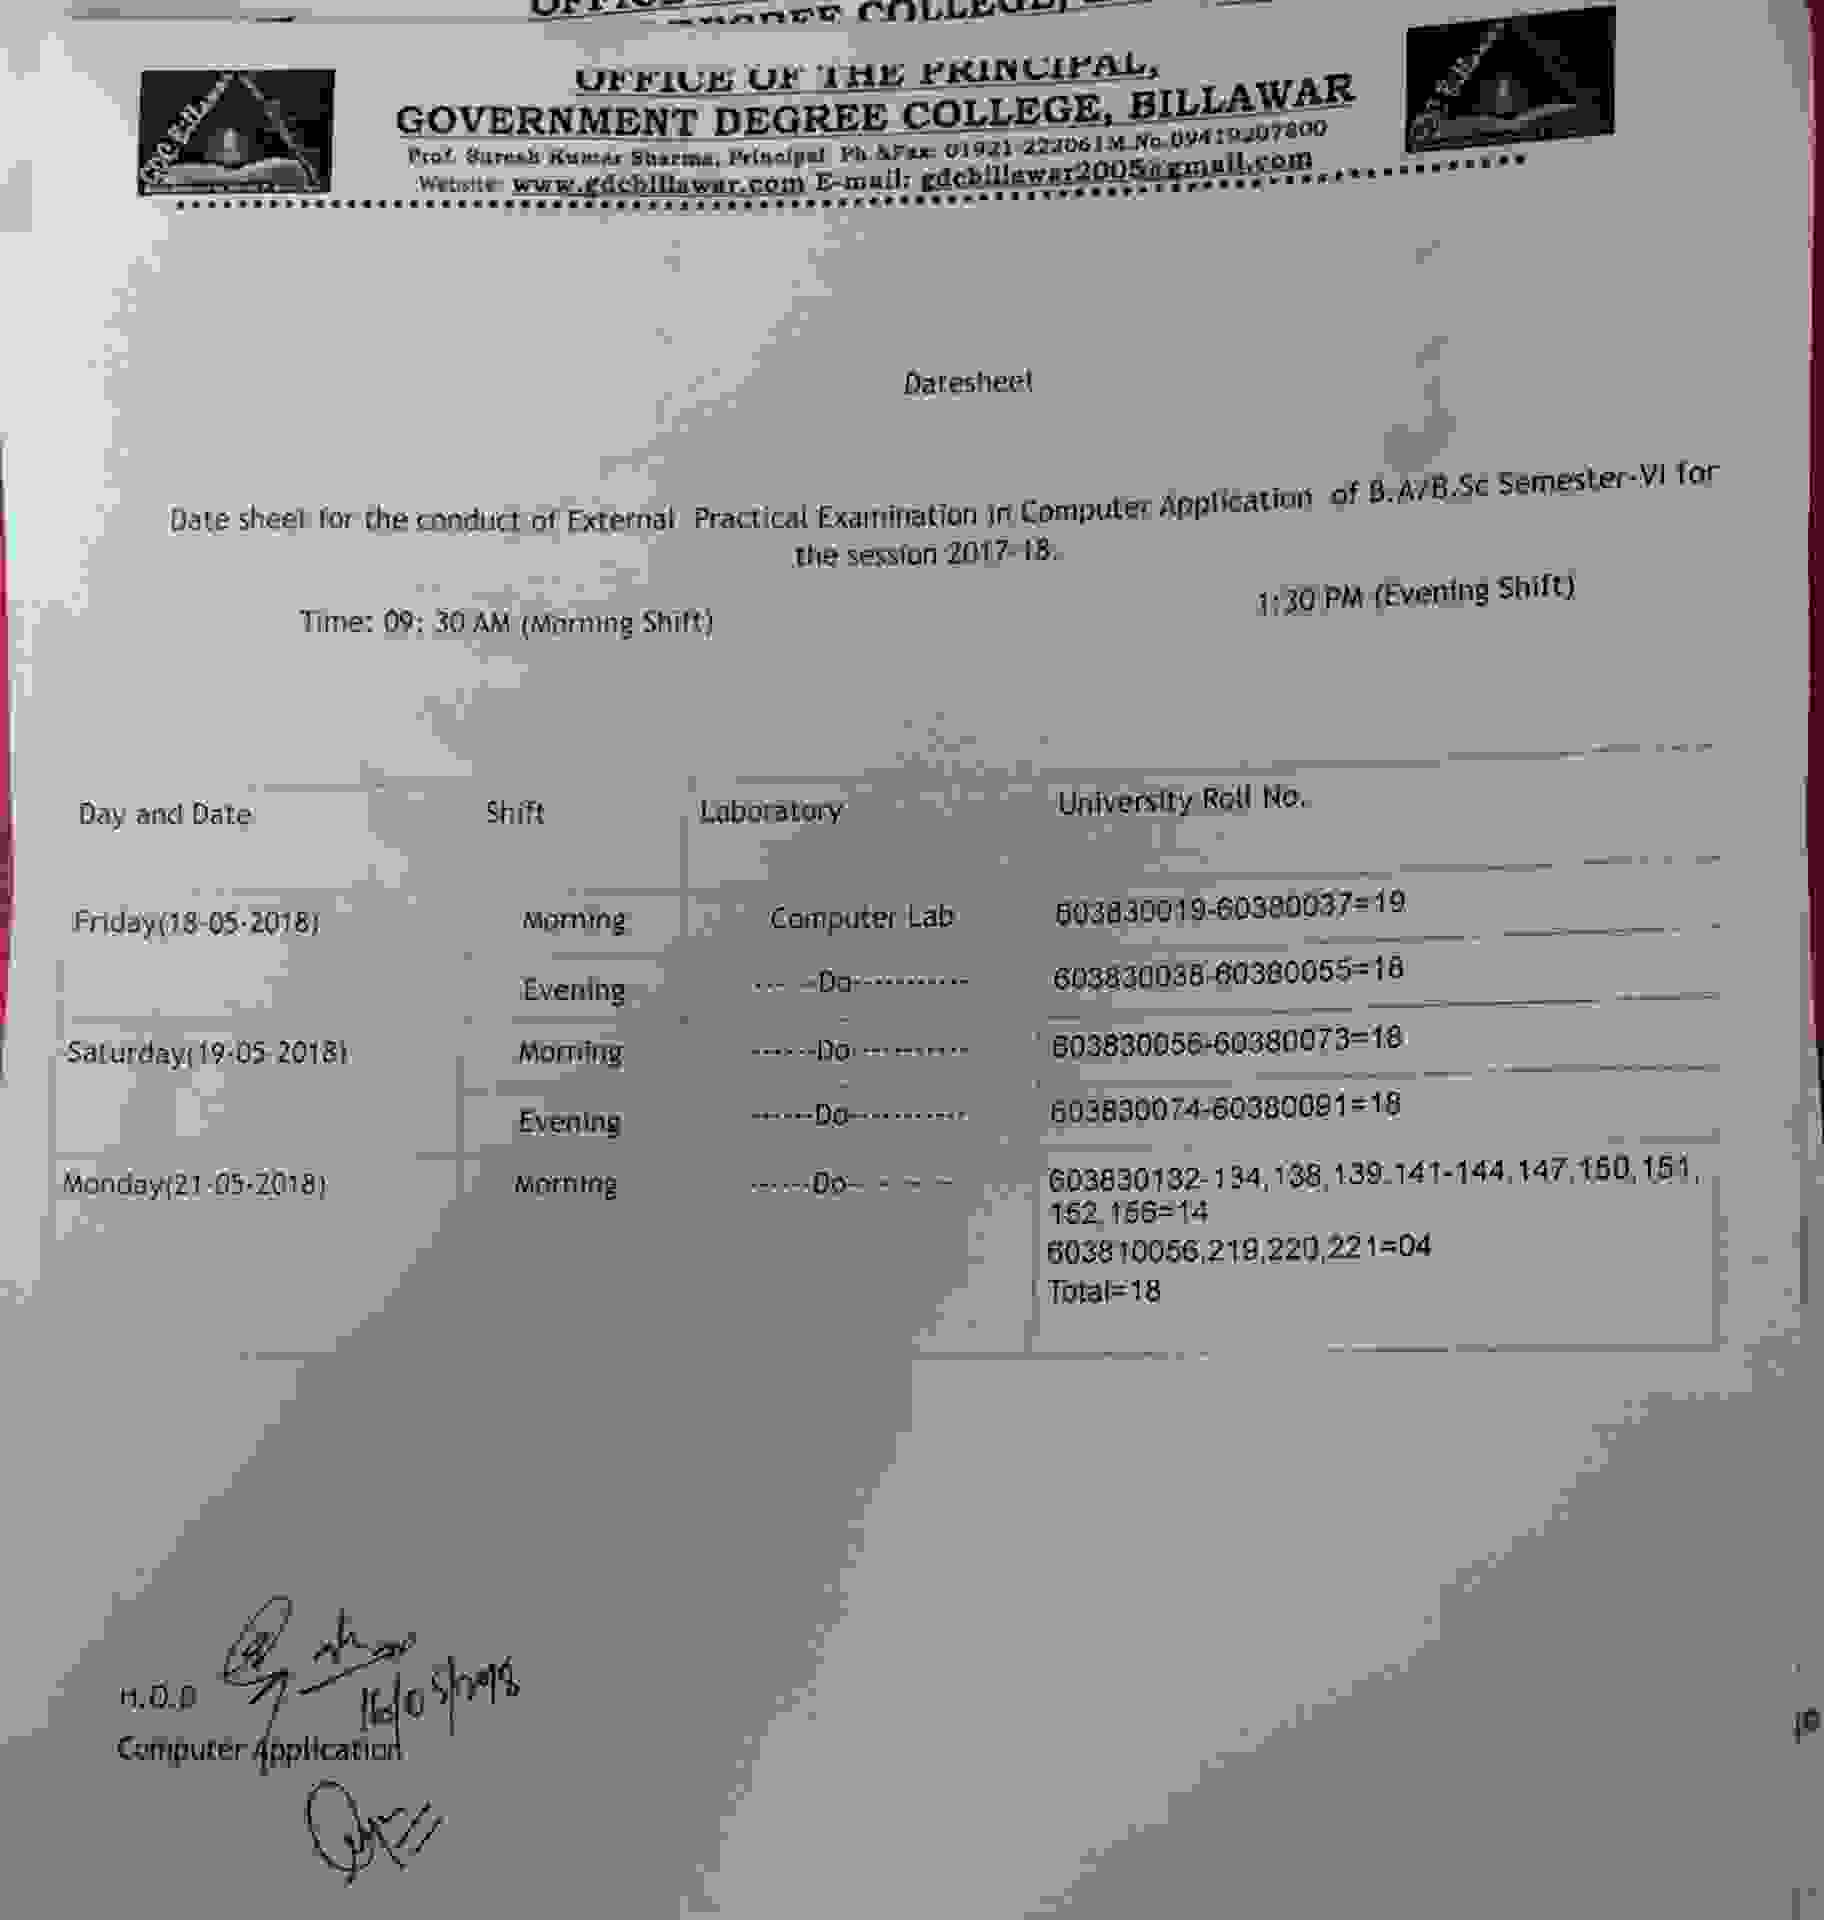 DEGREE COLLEGE,
OFFICE OF THE PRINCIPAL,
GOVERNMENT DEGREE COLLEGE, BILLAWAR
Prof. Suresh Kumar Sharma, Principal Ph &Fax: 01921-222061M.No.09419207800
Website: www.gdcbillawar.com E-mail: gdcbillawar2005@gmail.com
Datesheet
Date sheet for the conduct of External Practical Examination in Computer Application of B.A/B.Sc Semester-VI for
the session 2017-18.
Time: 09: 30 AM (Morning Shift) 1:30 PM (Evening Shift)
Day and Date Shift Laboratory University Roll No.
Friday(18-05-2018) Morning Computer Lab 603830019-60380037=19
Evening -----Do----------- 603830038-60380055=18
Saturday(19-05-2018) Morning ------Do----------- 603830056-60380073=18
Evening ------Do----------- 603830074-60380091=18
Monday(21-05-2018) Morning ------Do---------- 603830132-134,138,139,141-144,147,150,151,
152,156=14
603810056,219,220,221=04
Total=18
H.O.D
16/05/2018
Computer Application